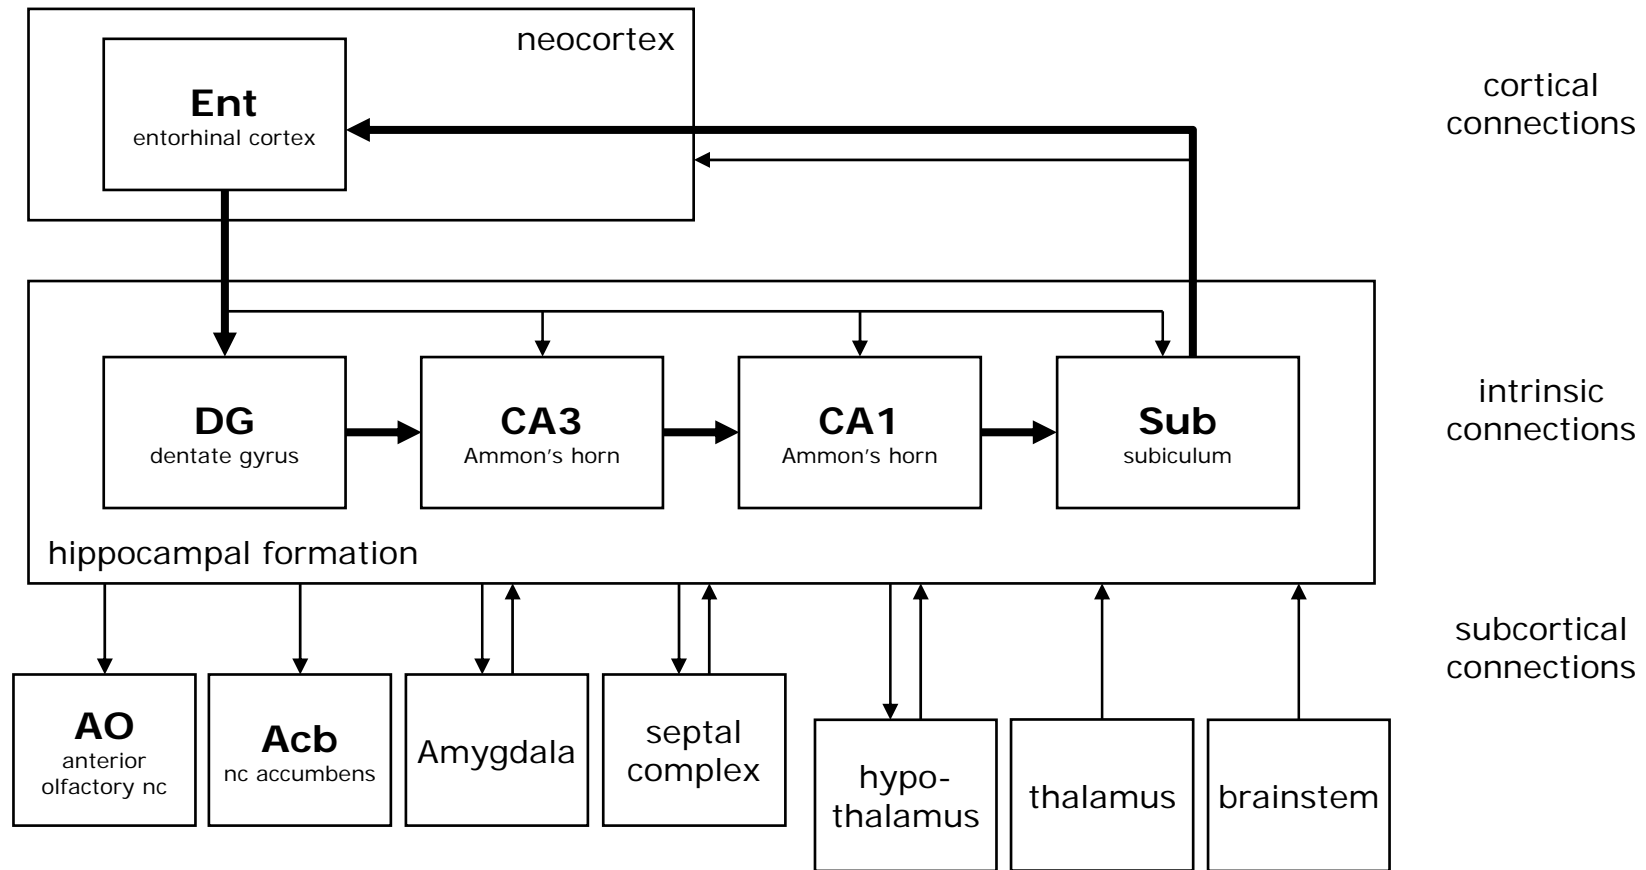 neocortex
Ent
entorhinal cortex
cortical
connections
DG
dentate gyrus
CA3
Ammon's horn
CA1
Ammon's horn
Sub
subiculum
intrinsic
connections
hippocampal formation
subcortical
connections
AO
anterior
olfactory nc
Acb
nc accumbens
Amygdala
septal
complex
hypo-
thalamus
thalamus
brainstem